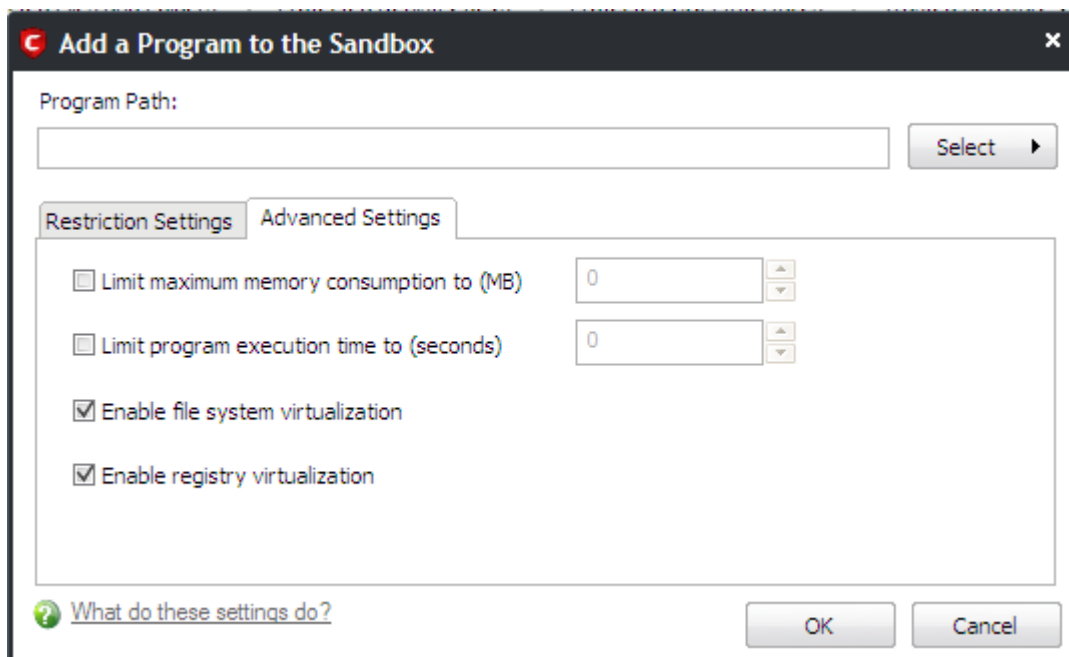 Add a Program to the Sandbox
Program Path:
Select
Restriction Settings
Advanced Settings
Limit maximum memory consumption to (MB) 0
Limit program execution time to (seconds) 0
Enable file system virtualization
Enable registry virtualization
What do these settings do?
OK Cancel